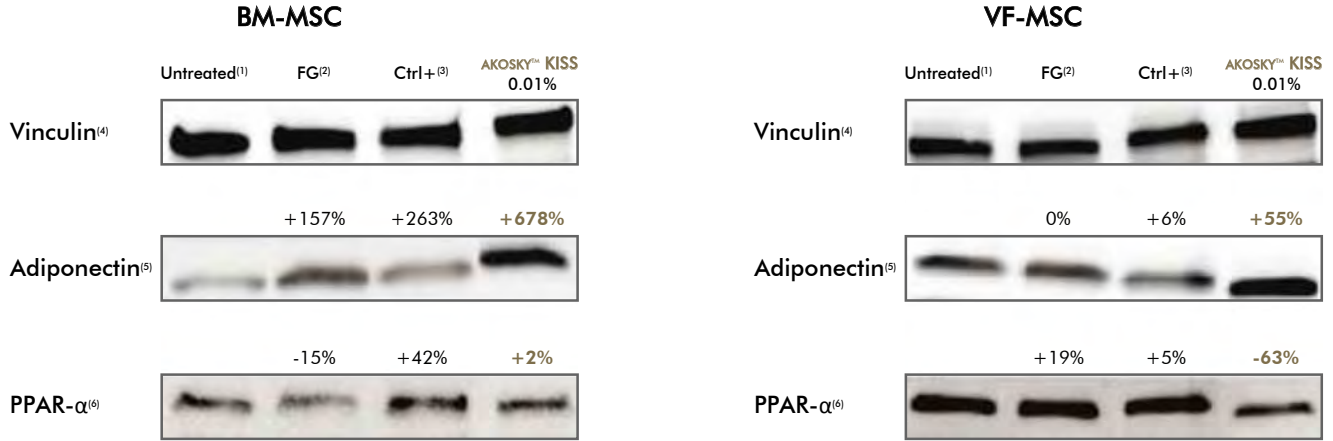 BM-MSC
Untreated(1) FG(2) Ctrl+(3) AKOSKY™ KISS
0.01%
Vinculin(4)
+157% +263% +678%
Adiponectin(5)
-15% +42% +2%
PPAR-α(6)
VF-MSC
Untreated(1) FG(2) Ctrl+(3) AKOSKY™ KISS
0.01%
Vinculin(4)
0% +6% +55%
Adiponectin(5)
+19% +5% -63%
PPAR-α(6)